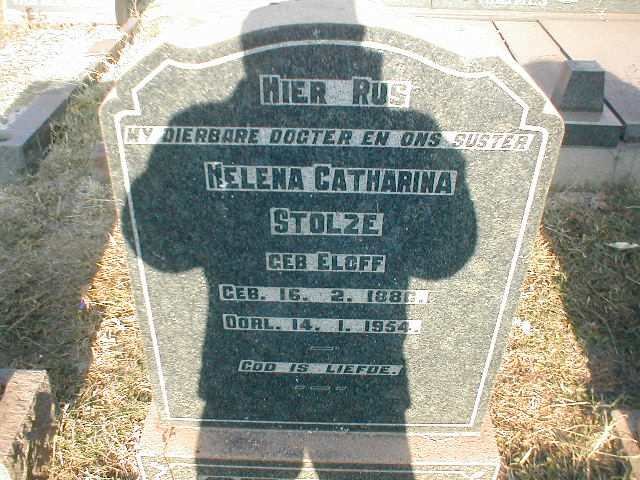 HIER RUS
MY DIERBARE DOGTER EN ONS SUSTER
HELENA CATHARINA
STOLZE
GEB ELOFF
GEB. 16. 2. 1886.
OORL. 14. 1. 1954.
GOD IS LIEFDE.